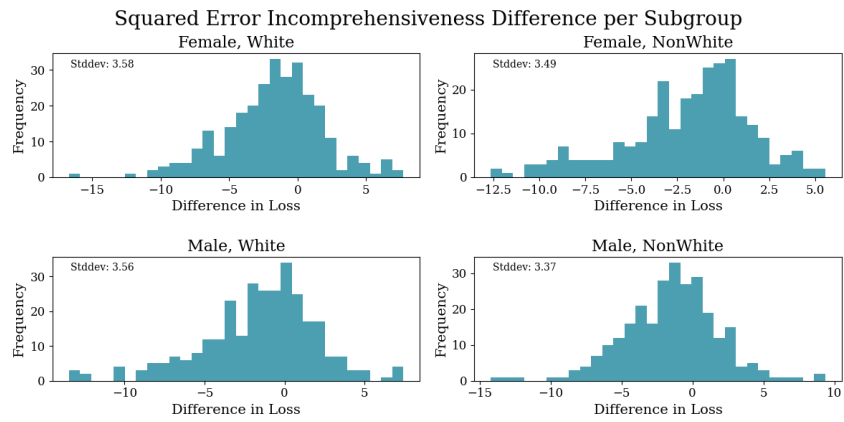 Squared Error Incomprehensiveness Difference per Subgroup
Female, White
Stddev: 3.58
Frequency
30
20
10
0
−15 −10 −5 0 5
Difference in Loss
Female, NonWhite
Stddev: 3.49
Frequency
20
10
0
−12.5 −10.0 −7.5 −5.0 −2.5 0.0 2.5 5.0
Difference in Loss
Male, White
Stddev: 3.56
Frequency
30
20
10
0
−10 −5 0 5
Difference in Loss
Male, NonWhite
Stddev: 3.37
Frequency
30
20
10
0
−15 −10 −5 0 5 10
Difference in Loss